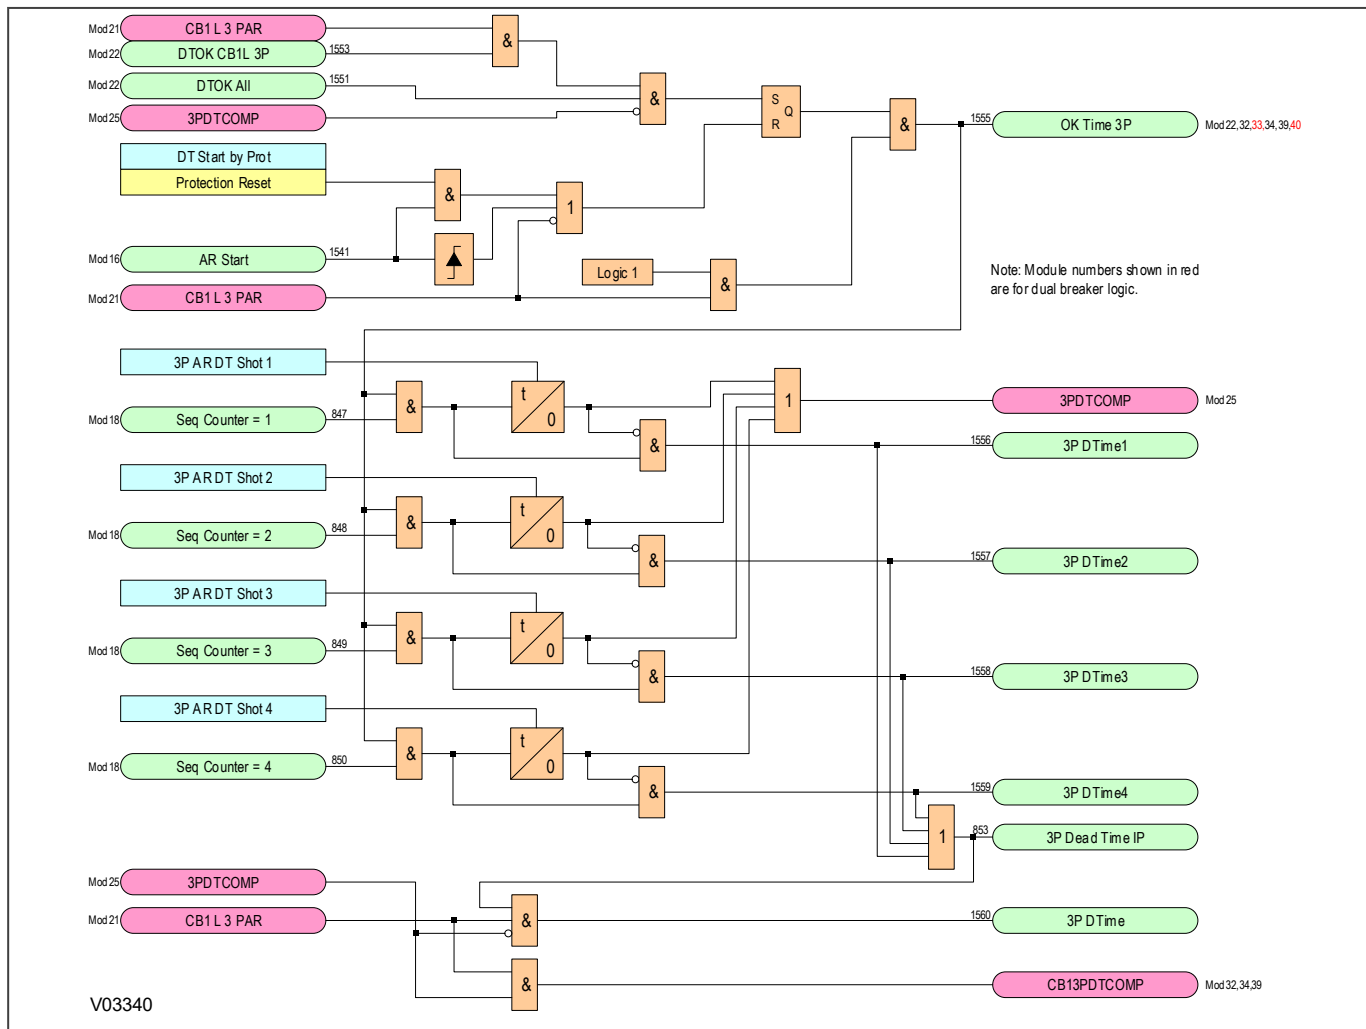 Mod 21 CB1 L 3 PAR
&
Mod 22 DTOK CB1L 3P 1553
Mod 22 DTOK All 1551
&
S Q R
Mod 25 3PDTCOMP
&
1555 OK Time 3P Mod 22,32,33,34,39,40
DT Start by Prot
Protection Reset
&
1
Mod 16 AR Start 1541
Logic 1
&
Note: Module numbers shown in red
are for dual breaker logic.
Mod 21 CB1 L 3 PAR
3P AR DT Shot 1
t 0
&
1
3PDTCOMP Mod 25
Mod 18 Seq Counter = 1 847
&
1556 3P DTime1
3P AR DT Shot 2
t 0
&
Mod 18 Seq Counter = 2 848
&
1557 3P DTime2
3P AR DT Shot 3
t 0
&
Mod 18 Seq Counter = 3 849
&
1558 3P DTime3
3P AR DT Shot 4
t 0
&
Mod 18 Seq Counter = 4 850
&
1559 3P DTime4
1
853 3P Dead Time IP
Mod 25 3PDTCOMP
Mod 21 CB1 L 3 PAR
&
1560 3P DTime
&
CB13PDTCOMP Mod 32,34,39
V03340